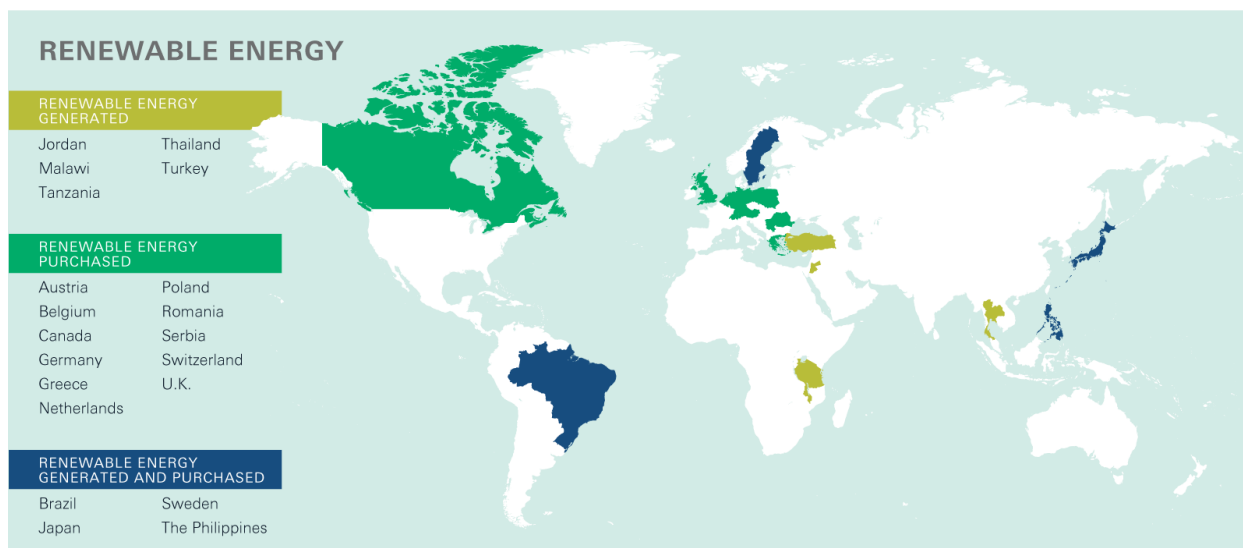 RENEWABLE ENERGY
RENEWABLE ENERGY
GENERATED
Jordan Thailand
Malawi Turkey
Tanzania
RENEWABLE ENERGY
PURCHASED
Austria Poland
Belgium Romania
Canada Serbia
Germany Switzerland
Greece U.K.
Netherlands
RENEWABLE ENERGY
GENERATED AND PURCHASED
Brazil Sweden
Japan The Philippines